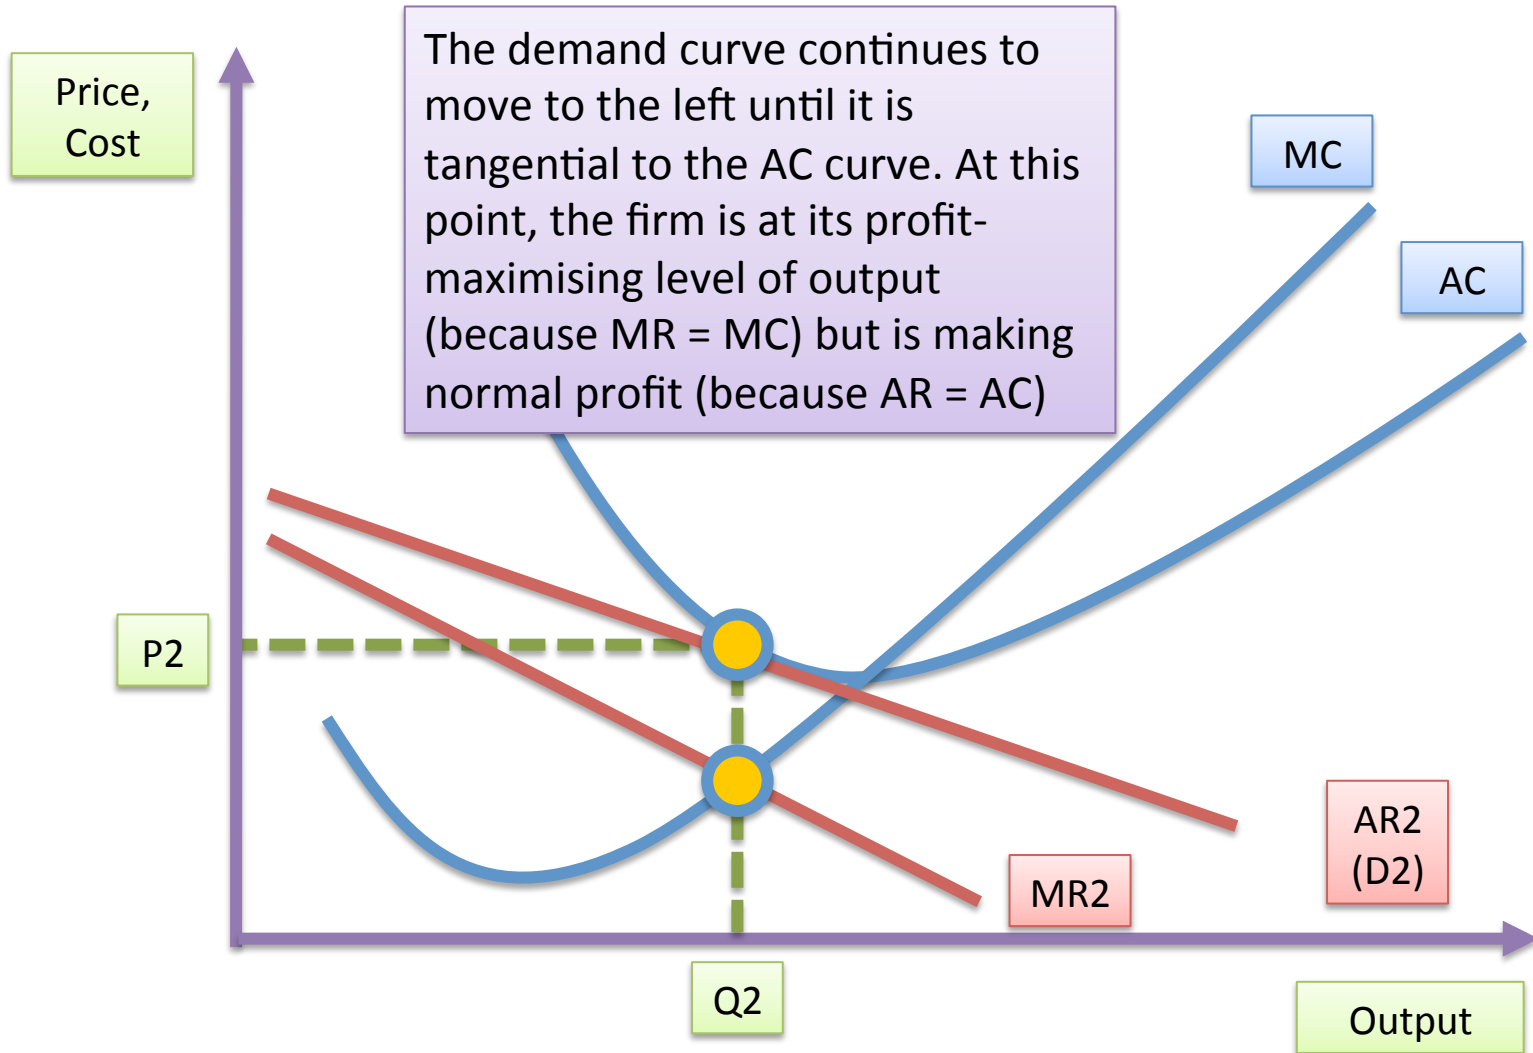 Price,
Cost
The demand curve continues to
move to the left until it is
tangential to the AC curve. At this
point, the firm is at its profit-
maximising level of output
(because MR = MC) but is making
normal profit (because AR = AC)
MC
AC
P2
AR2
(D2)
MR2
Q2
Output